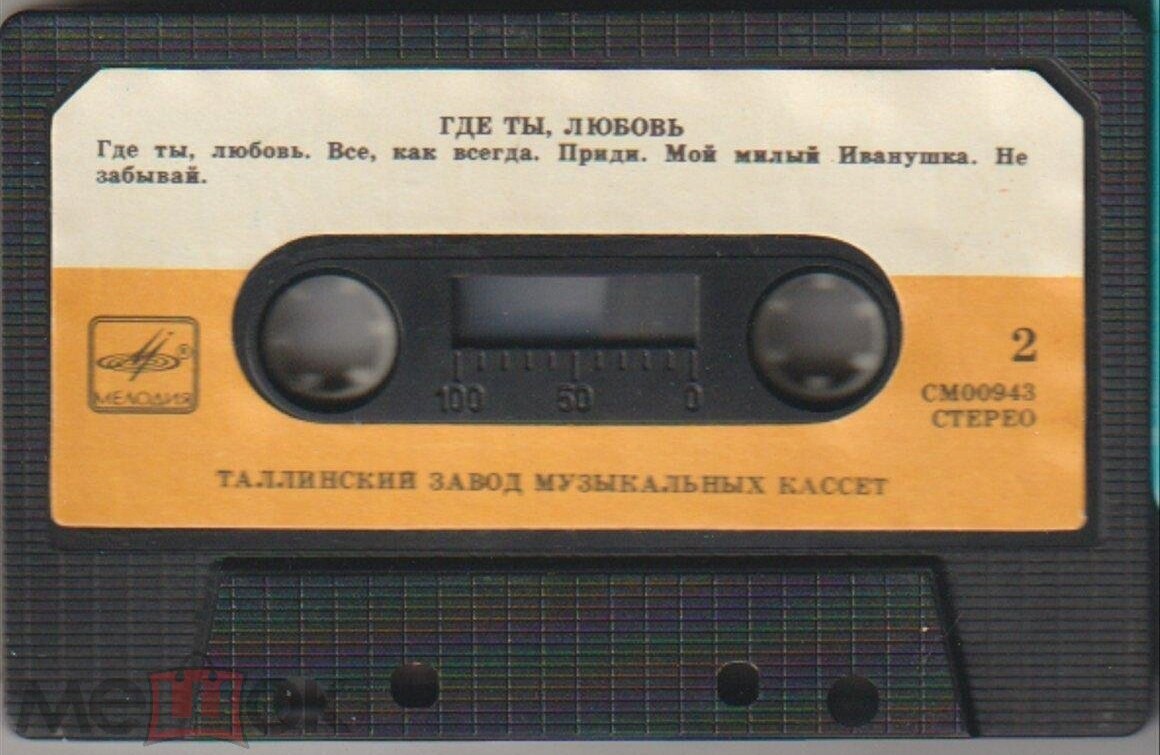 ГДЕ ТЫ, ЛЮБОВЬ
Где ты, любовь. Все, как всегда. Приди. Мой милый Иванушка. Не
забывай.
МЕЛОДИЯ
®
100 50 0
2
СМ00943
СТЕРЕО
ТАЛЛИНСКИЙ ЗАВОД МУЗЫКАЛЬНЫХ КАССЕТ